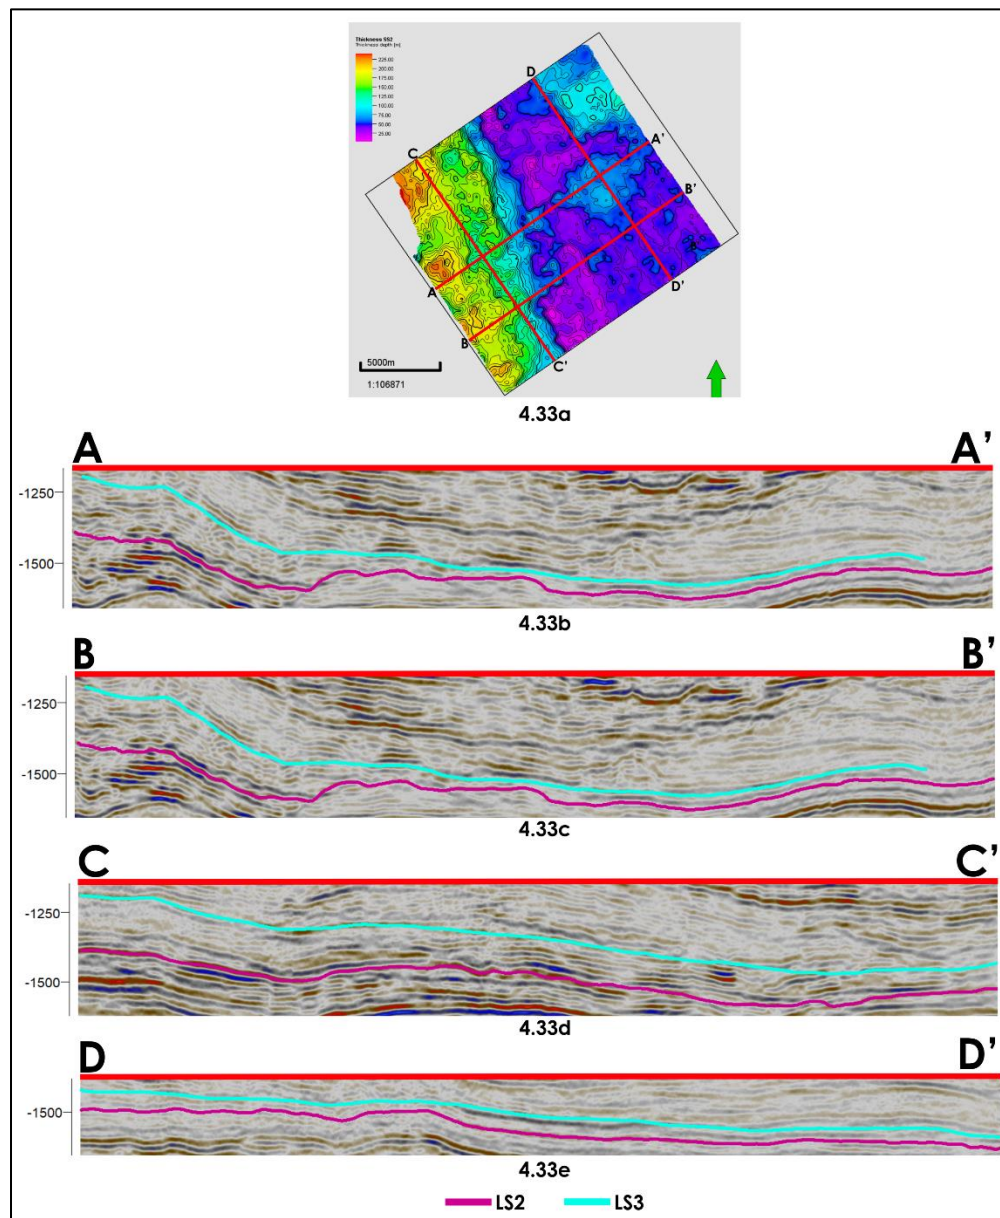 Thickness SS2
Thickness depth [m]
225.00
200.00
175.00
150.00
125.00
100.00
75.00
50.00
25.00
D
A'
C
B'
A
D'
B
C'
5000m
1:106871
4.33a
A
A'
-1250
-1500
4.33b
B
B'
-1250
-1500
4.33c
C
C'
-1250
-1500
4.33d
D
D'
-1500
4.33e
LS2
LS3